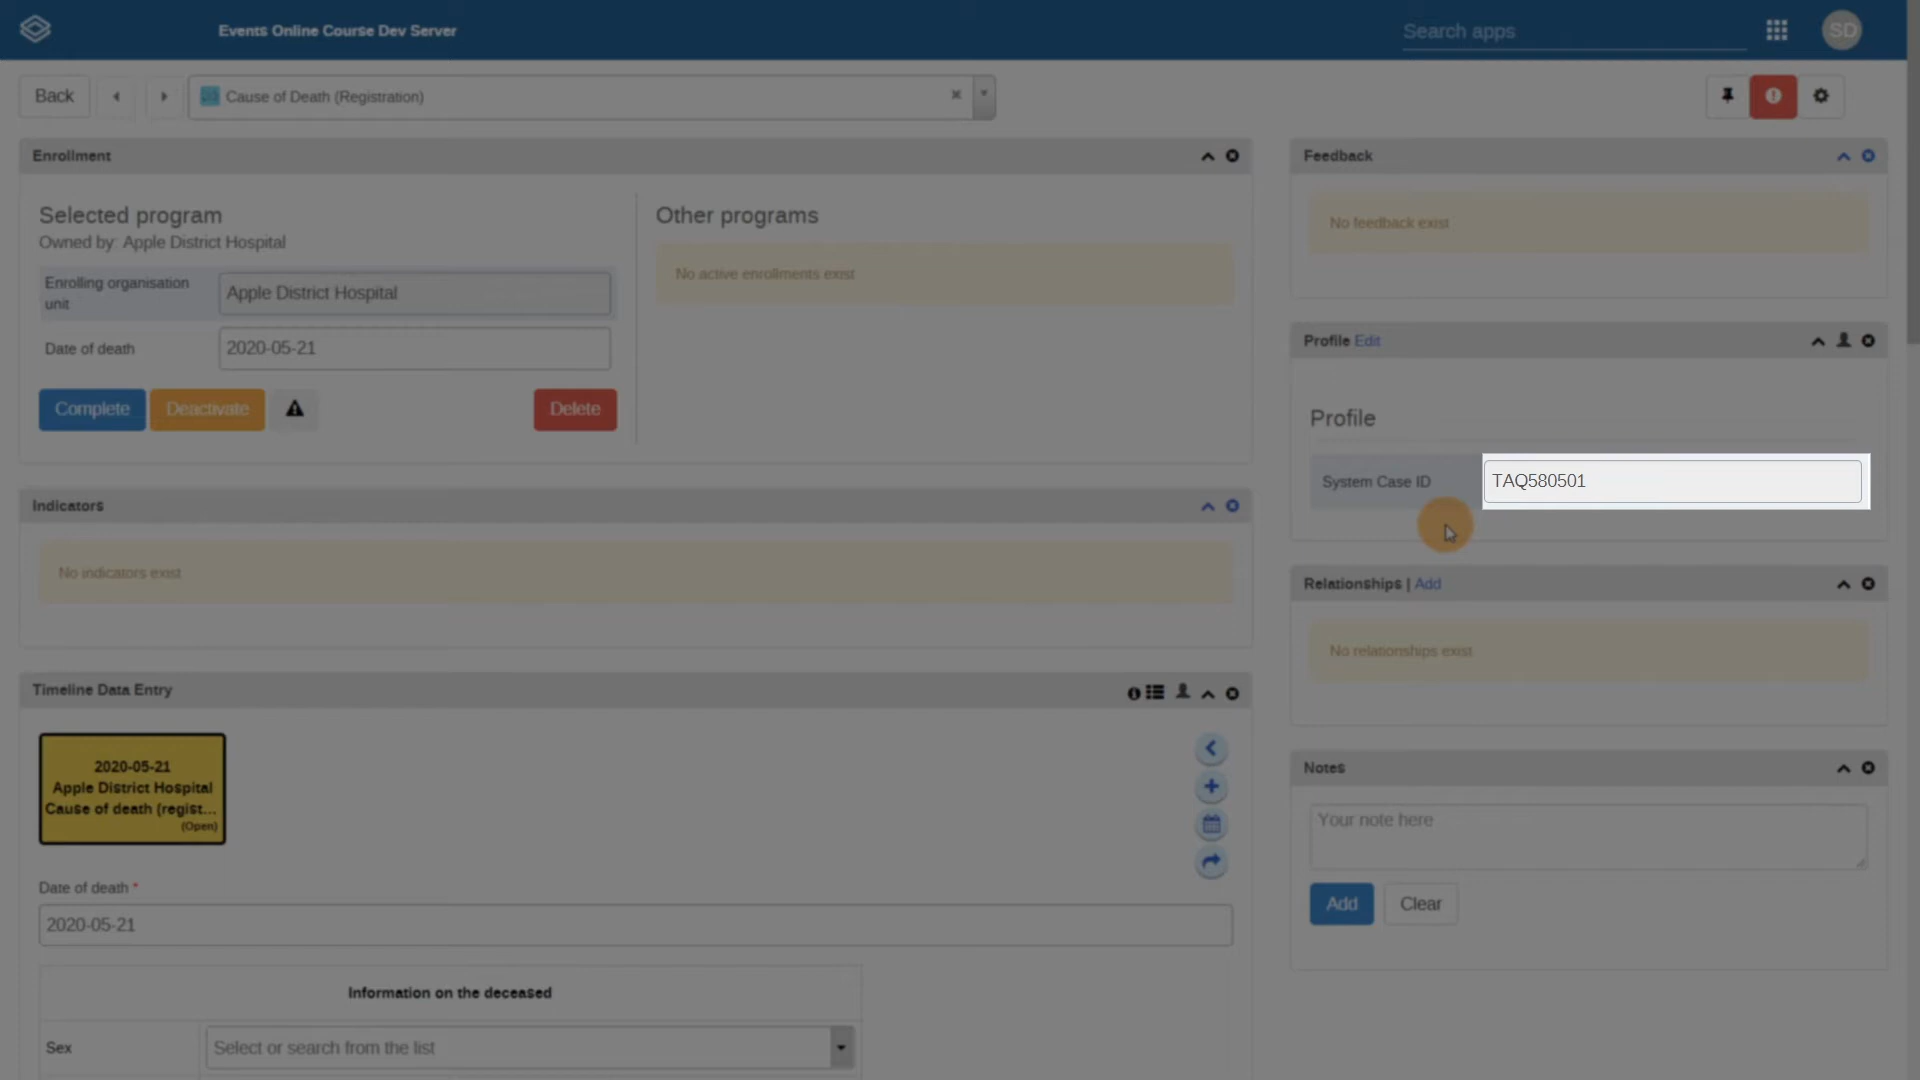 Events Online Course Dev Server
Search apps
SD
Back
Cause of Death (Registration)
Enrollment
Selected program
Owned by: Apple District Hospital
Enrolling organisation
unit
Apple District Hospital
Date of death
2020-05-21
Complete
Deactivate
Delete
Other programs
No active enrollments exist
Indicators
No indicators exist
Timeline Data Entry
2020-05-21
Apple District Hospital
Cause of death (regist...
(Open)
Date of death *
2020-05-21
Information on the deceased
Sex
Select or search from the list
Feedback
No feedback exist
Profile Edit
Profile
System Case ID
TAQ580501
Relationships | Add
No relationships exist
Notes
Your note here
Add
Clear